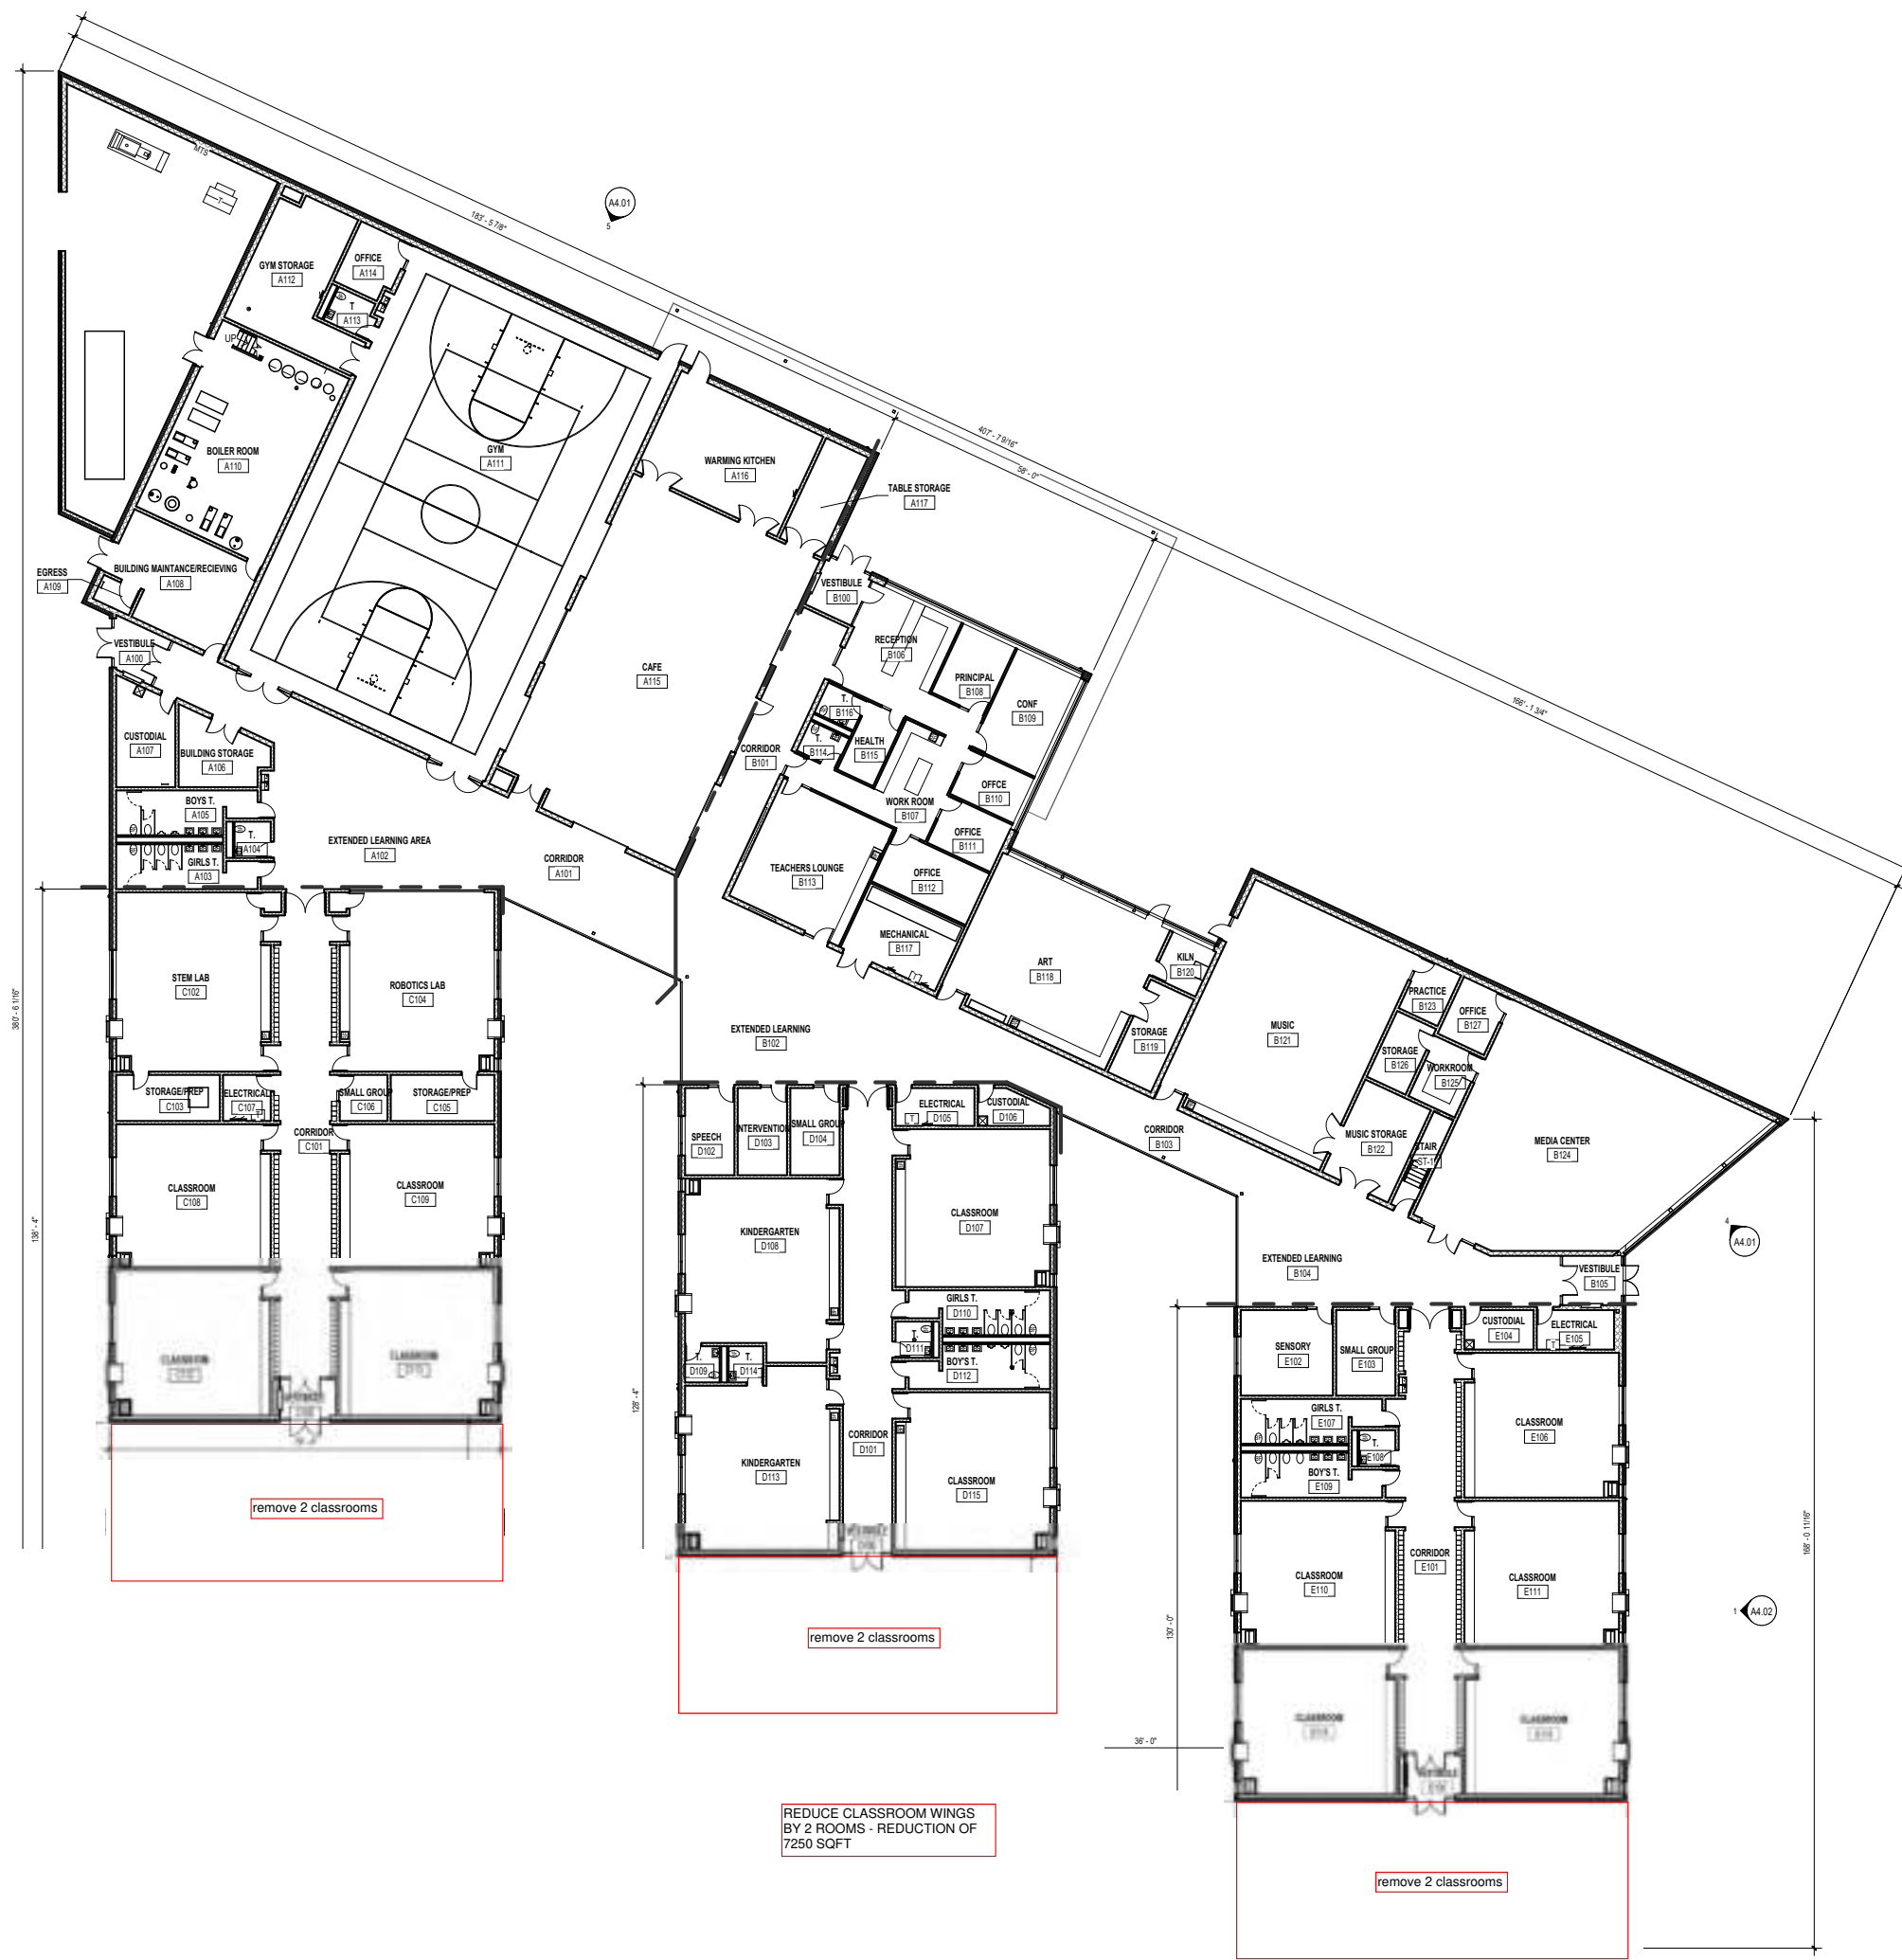 A4.01
5
183' - 5 7/8"
407' - 7 9/16"
58' - 0"
166' - 1 3/4"
380' - 6 1/16"
138' - 4"
128' - 4"
130' - 0"
36' - 0"
168' - 0 11/16"
MTS
T
GYM STORAGE
A112
OFFICE
A114
T
A113
UP
BOILER ROOM
A110
GYM
A111
WARMING KITCHEN
A116
TABLE STORAGE
A117
EGRESS
A109
BUILDING MAINTANCE/RECIEVING
A108
VESTIBULE
A100
VESTIBULE
B100
RECEPTION
B106
CAFE
A115
PRINCIPAL
B108
CONF
B109
T.
B116
T.
B114
HEALTH
B115
CORRIDOR
B101
CUSTODIAL
A107
BUILDING STORAGE
A106
OFFCE
B110
WORK ROOM
B107
OFFICE
B111
BOYS T.
A105
T.
A104
GIRLS T.
A103
EXTENDED LEARNING AREA
A102
CORRIDOR
A101
TEACHERS LOUNGE
B113
OFFICE
B112
MECHANICAL
B117
ART
B118
KILN
B120
STORAGE
B119
STEM LAB
C102
ROBOTICS LAB
C104
EXTENDED LEARNING
B102
MUSIC
B121
PRACTICE
B123
OFFICE
B127
STORAGE
B126
WORKROOM
B125
STORAGE/PREP
C103
ELECTRICAL
C107
T
SMALL GROUP
C106
STORAGE/PREP
C105
CORRIDOR
C101
SPEECH
D102
INTERVENTION
D103
SMALL GROUP
D104
ELECTRICAL
D105
T
CUSTODIAL
D106
CORRIDOR
B103
MUSIC STORAGE
B122
STAIR
ST-1
MEDIA CENTER
B124
CLASSROOM
C108
CLASSROOM
C109
KINDERGARTEN
D108
CLASSROOM
D107
4
A4.01
EXTENDED LEARNING
B104
VESTIBULE
B105
GIRLS T.
D110
T.
D111
BOY'S T.
D112
T.
D109
T.
D114
SENSORY
E102
SMALL GROUP
E103
CUSTODIAL
E104
ELECTRICAL
E105
T
CLASSROOM
CLASSROOM
GIRLS T.
E107
T.
E108
BOY'S T.
E109
CLASSROOM
E106
KINDERGARTEN
D113
CORRIDOR
D101
CLASSROOM
D115
remove 2 classrooms
CLASSROOM
E110
CORRIDOR
E101
CLASSROOM
E111
1
A4.02
remove 2 classrooms
CLASSROOM
CLASSROOM
REDUCE CLASSROOM WINGS
BY 2 ROOMS - REDUCTION OF
7250 SQFT
remove 2 classrooms